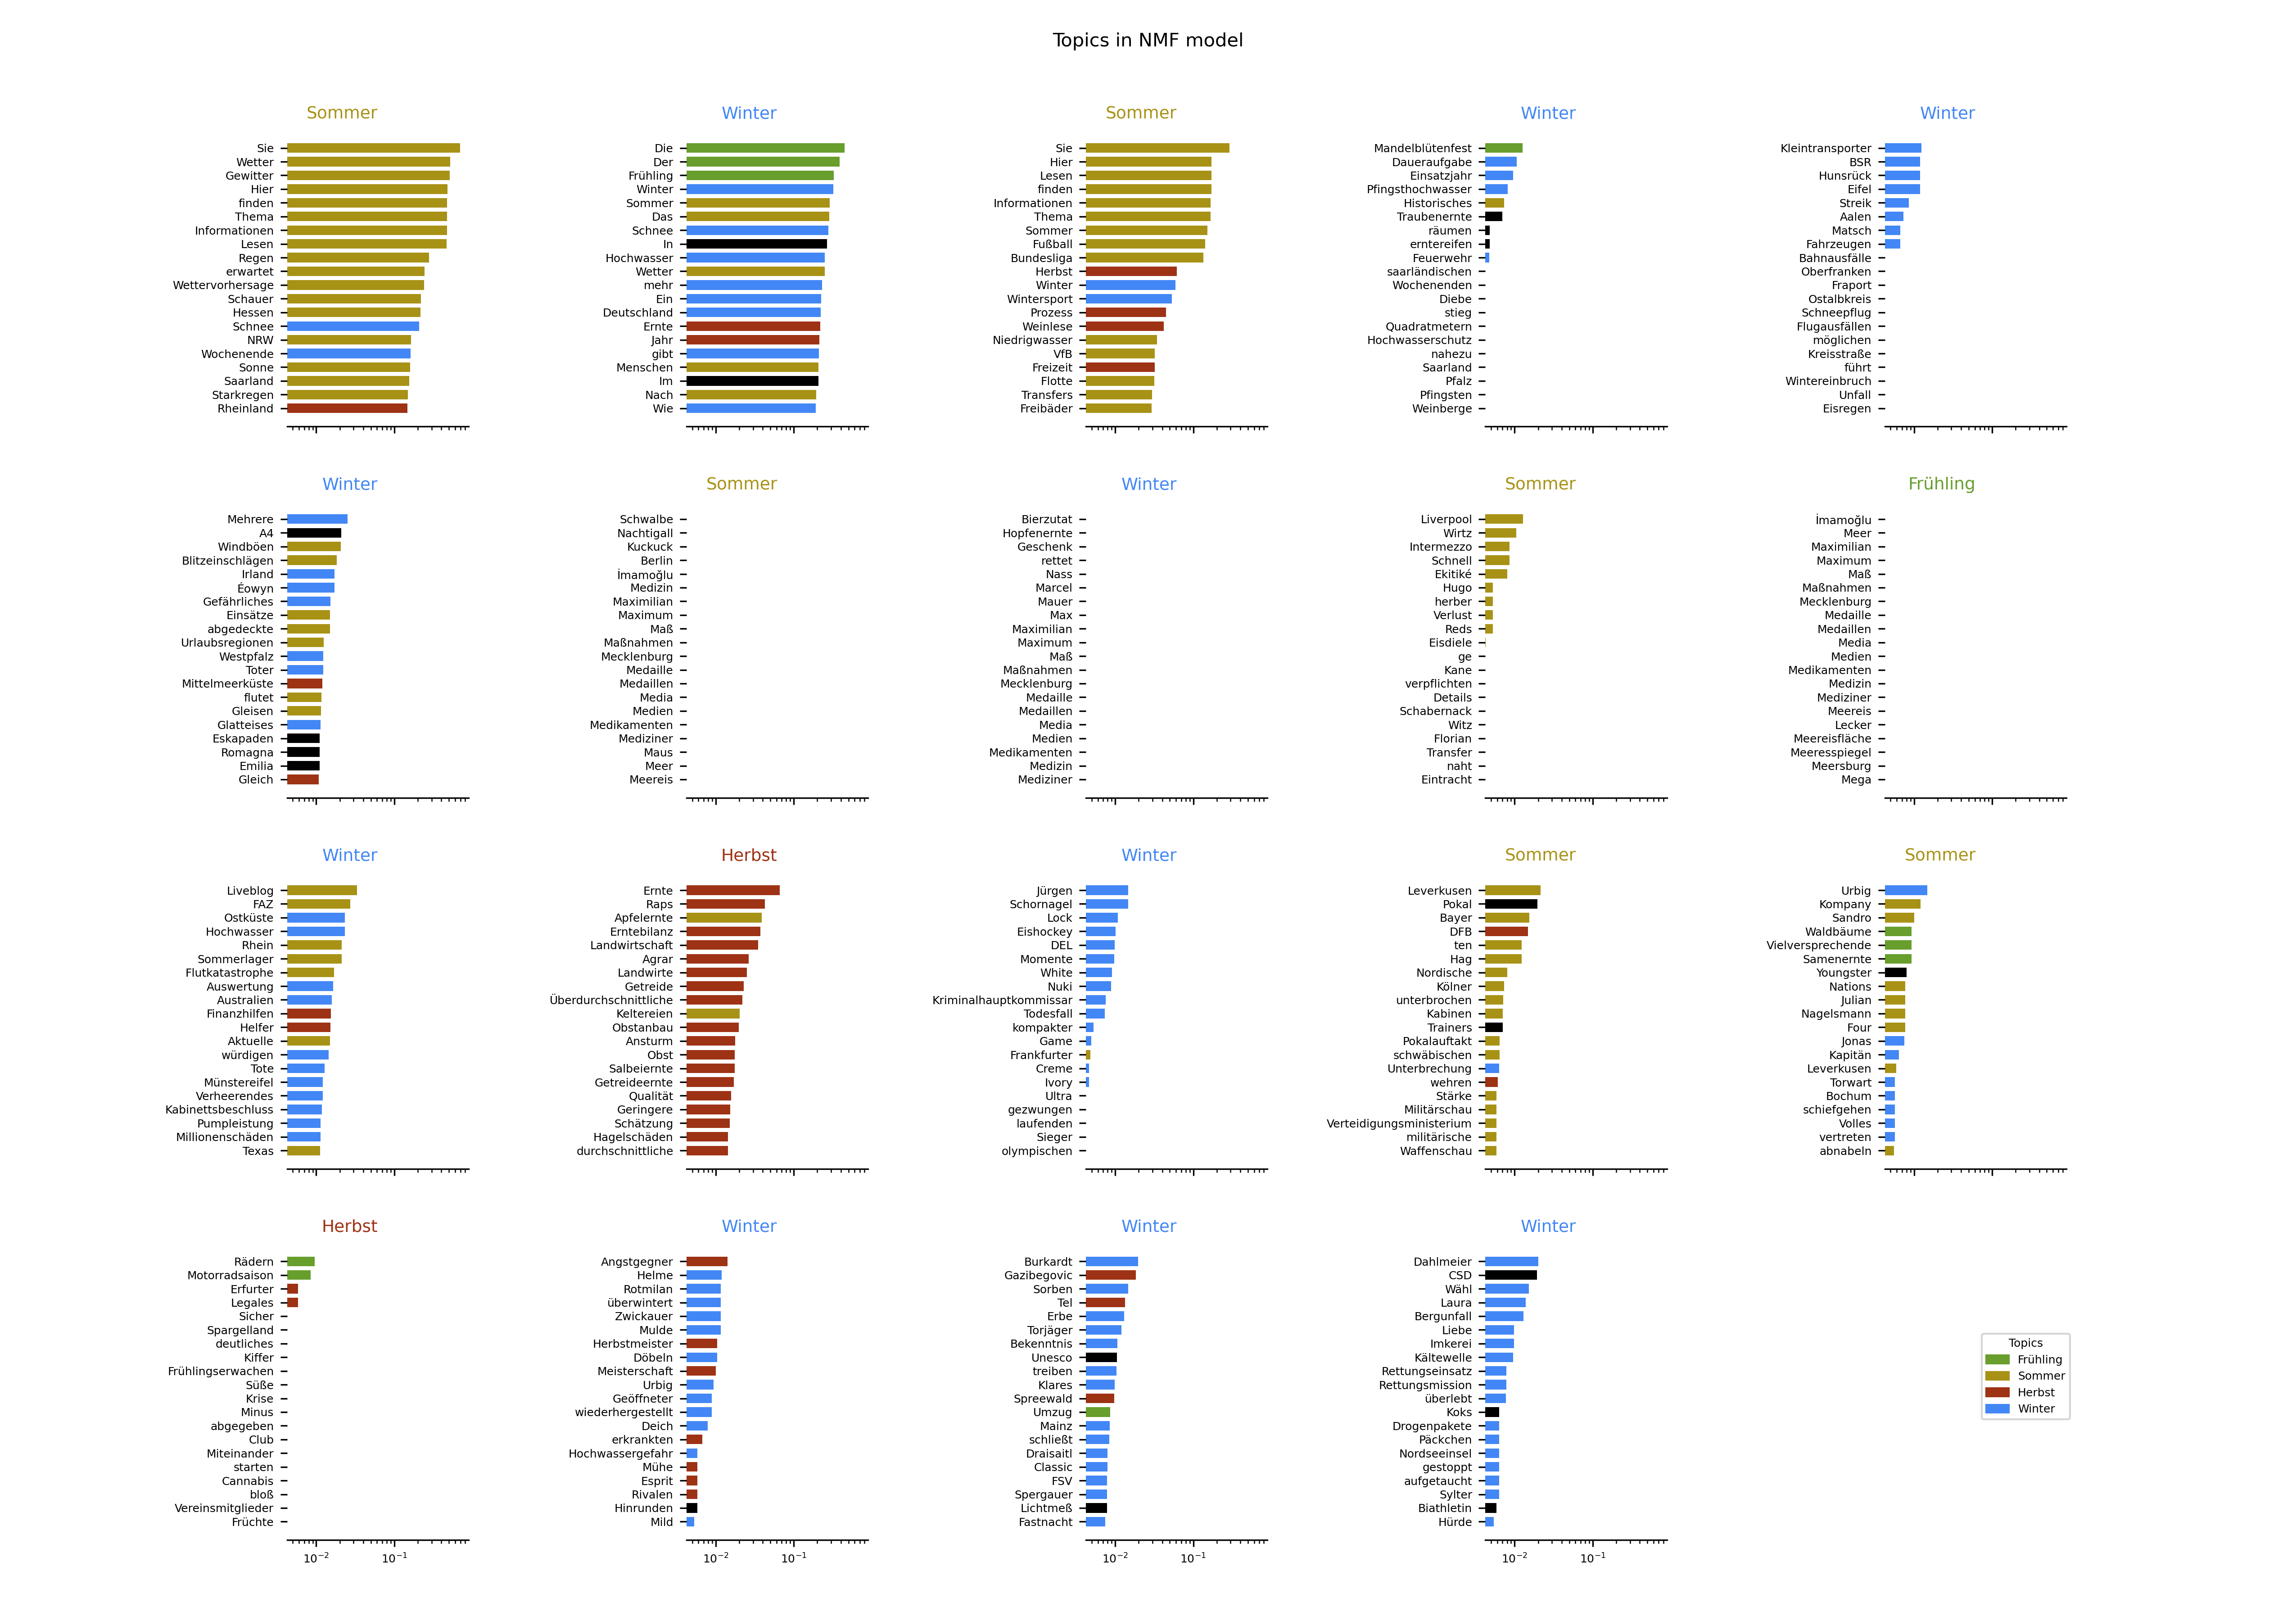 Topics in NMF model
Sommer
Sie
Wetter
Gewitter
Hier
finden
Thema
Informationen
Lesen
Regen
erwartet
Wettervorhersage
Schauer
Hessen
Schnee
NRW
Wochenende
Sonne
Saarland
Starkregen
Rheinland
Winter
Die
Der
Frühling
Winter
Sommer
Das
Schnee
In
Hochwasser
Wetter
mehr
Ein
Deutschland
Ernte
Jahr
gibt
Menschen
Im
Nach
Wie
Sommer
Sie
Hier
Lesen
finden
Informationen
Thema
Sommer
Fußball
Bundesliga
Herbst
Winter
Wintersport
Prozess
Weinlese
Niedrigwasser
VfB
Freizeit
Flotte
Transfers
Freibäder
Winter
Mandelblütenfest
Daueraufgabe
Einsatzjahr
Pfingsthochwasser
Historisches
Traubenernte
räumen
erntereifen
Feuerwehr
saarländischen
Wochenenden
Diebe
stieg
Quadratmetern
Hochwasserschutz
nahezu
Saarland
Pfalz
Pfingsten
Weinberge
Winter
Kleintransporter
BSR
Hunsrück
Eifel
Streik
Aalen
Matsch
Fahrzeugen
Bahnausfälle
Oberfranken
Fraport
Ostalbkreis
Schneepflug
Flugausfällen
möglichen
Kreisstraße
führt
Wintereinbruch
Unfall
Eisregen
Winter
Mehrere
A4
Windböen
Blitzeinschlägen
Irland
Éowyn
Gefährliches
Einsätze
abgedeckte
Urlaubsregionen
Westpfalz
Toter
Mittelmeerküste
flutet
Gleisen
Glatteises
Eskapaden
Romagna
Emilia
Gleich
Sommer
Schwalbe
Nachtigall
Kuckuck
Berlin
İmamoğlu
Medizin
Maximilian
Maximum
Maß
Maßnahmen
Mecklenburg
Medaille
Medaillen
Media
Medien
Medikamenten
Mediziner
Maus
Meer
Meereis
Winter
Bierzutat
Hopfenernte
Geschenk
rettet
Nass
Marcel
Mauer
Max
Maximilian
Maximum
Maß
Maßnahmen
Mecklenburg
Medaille
Medaillen
Media
Medien
Medikamenten
Medizin
Mediziner
Sommer
Liverpool
Wirtz
Intermezzo
Schnell
Ekitiké
Hugo
herber
Verlust
Reds
Eisdiele
ge
Kane
verpflichten
Details
Schabernack
Witz
Florian
Transfer
naht
Eintracht
Frühling
İmamoğlu
Meer
Maximilian
Maximum
Maß
Maßnahmen
Mecklenburg
Medaille
Medaillen
Media
Medien
Medikamenten
Medizin
Mediziner
Meereis
Lecker
Meereisfläche
Meeresspiegel
Meersburg
Mega
Winter
Liveblog
FAZ
Ostküste
Hochwasser
Rhein
Sommerlager
Flutkatastrophe
Auswertung
Australien
Finanzhilfen
Helfer
Aktuelle
würdigen
Tote
Münstereifel
Verheerendes
Kabinettsbeschluss
Pumpleistung
Millionenschäden
Texas
Herbst
Ernte
Raps
Apfelernte
Erntebilanz
Landwirtschaft
Agrar
Landwirte
Getreide
Überdurchschnittliche
Keltereien
Obstanbau
Ansturm
Obst
Salbeiernte
Getreideernte
Qualität
Geringere
Schätzung
Hagelschäden
durchschnittliche
Winter
Jürgen
Schornagel
Lock
Eishockey
DEL
Momente
White
Nuki
Kriminalhauptkommissar
Todesfall
kompakter
Game
Frankfurter
Creme
Ivory
Ultra
gezwungen
laufenden
Sieger
olympischen
Sommer
Leverkusen
Pokal
Bayer
DFB
ten
Hag
Nordische
Kölner
unterbrochen
Kabinen
Trainers
Pokalauftakt
schwäbischen
Unterbrechung
wehren
Stärke
Militärschau
Verteidigungsministerium
militärische
Waffenschau
Sommer
Urbig
Kompany
Sandro
Waldbäume
Vielversprechende
Samenernte
Youngster
Nations
Julian
Nagelsmann
Four
Jonas
Kapitän
Leverkusen
Torwart
Bochum
schiefgehen
Volles
vertreten
abnabeln
Herbst
Rädern
Motorradsaison
Erfurter
Legales
Sicher
Spargelland
deutliches
Kiffer
Frühlingserwachen
Süße
Krise
Minus
abgegeben
Club
Miteinander
starten
Cannabis
bloß
Vereinsmitglieder
Früchte
10⁻² 10⁻¹
Winter
Angstgegner
Helme
Rotmilan
überwintert
Zwickauer
Mulde
Herbstmeister
Döbeln
Meisterschaft
Urbig
Geöffneter
wiederhergestellt
Deich
erkrankten
Hochwassergefahr
Mühe
Esprit
Rivalen
Hinrunden
Mild
10⁻² 10⁻¹
Winter
Burkardt
Gazibegovic
Sorben
Tel
Erbe
Torjäger
Bekenntnis
Unesco
treiben
Klares
Spreewald
Umzug
Mainz
schließt
Draisaitl
Classic
FSV
Spergauer
Lichtmeß
Fastnacht
10⁻² 10⁻¹
Winter
Dahlmeier
CSD
Wähl
Laura
Bergunfall
Liebe
Imkerei
Kältewelle
Rettungseinsatz
Rettungsmission
überlebt
Koks
Drogenpakete
Päckchen
Nordseeinsel
gestoppt
aufgetaucht
Sylter
Biathletin
Hürde
10⁻² 10⁻¹
Topics
Frühling
Sommer
Herbst
Winter